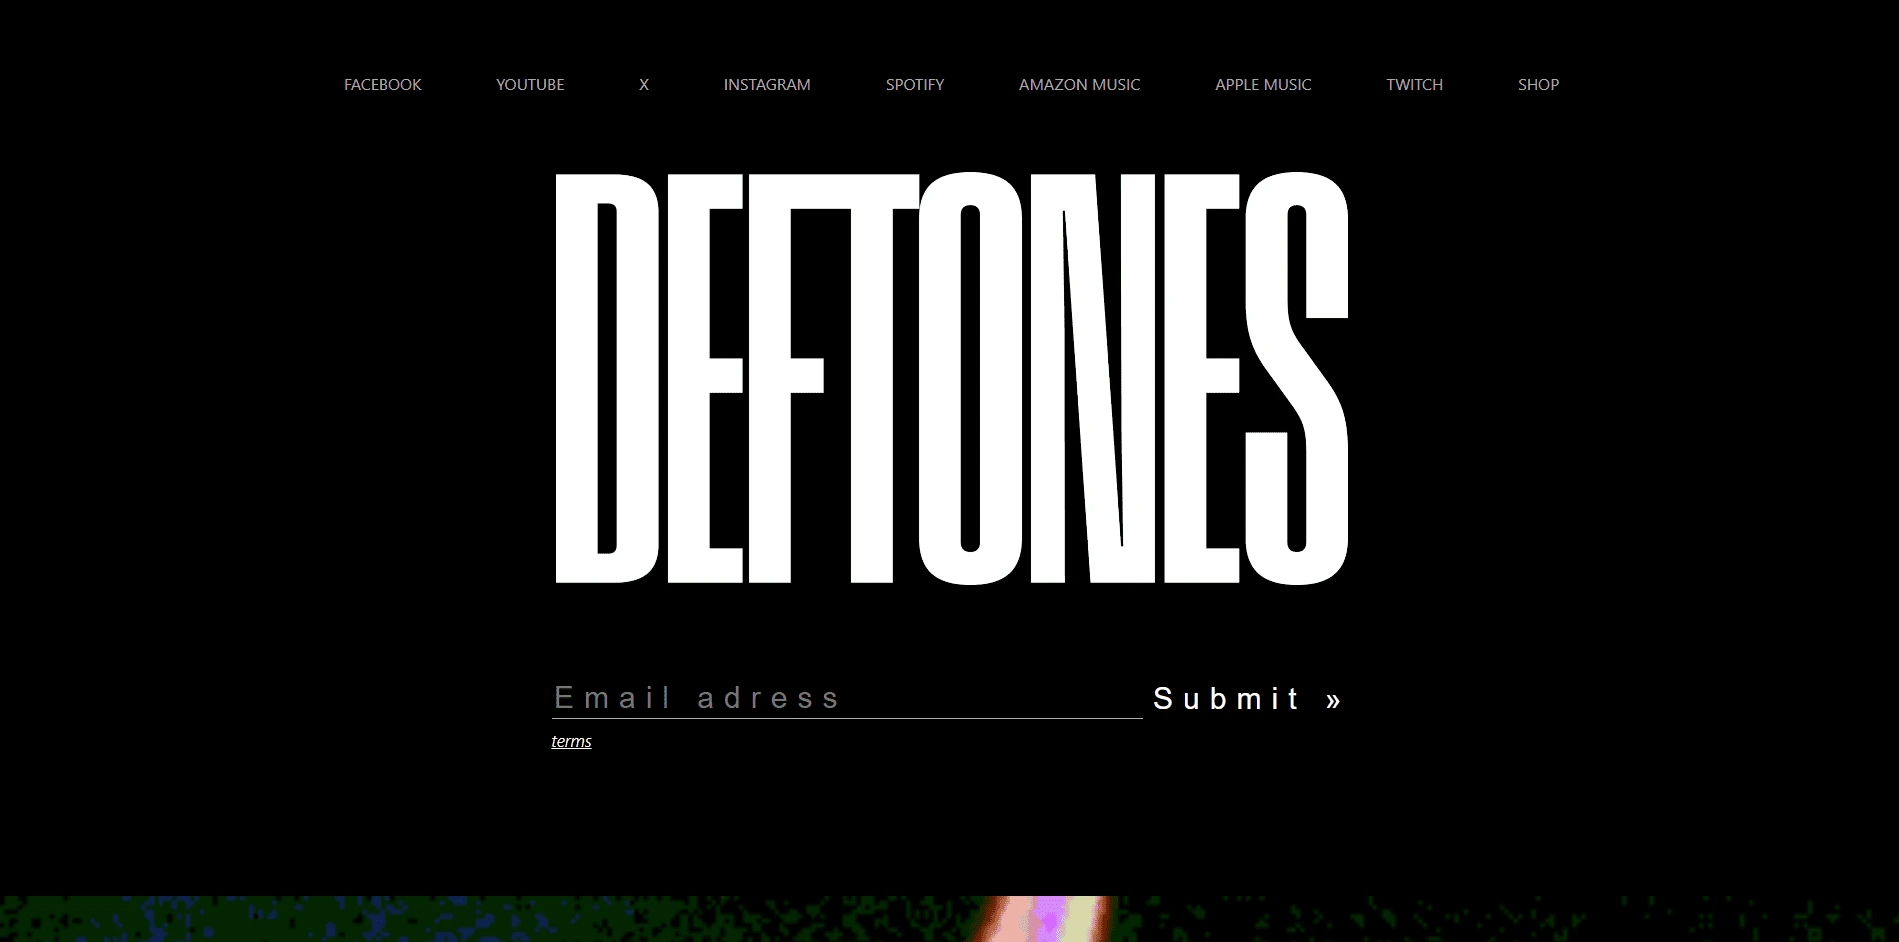 FACEBOOK YOUTUBE X INSTAGRAM SPOTIFY AMAZON MUSIC APPLE MUSIC TWITCH SHOP
DEFTONES
Email adress Submit »
terms